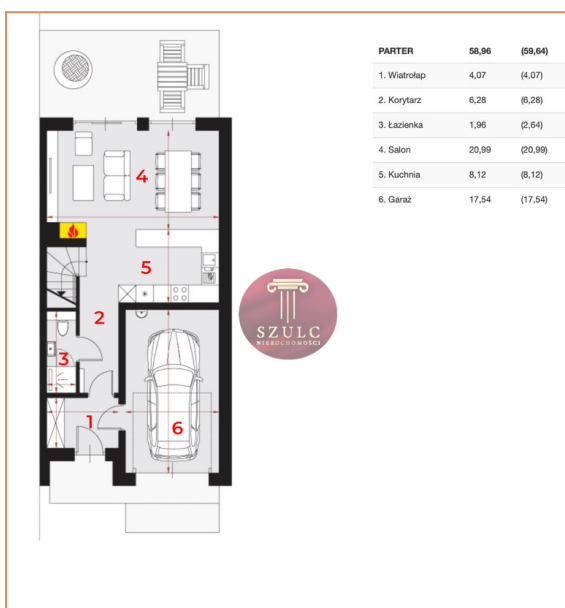 PARTER 58,96 (59,64)
1. Wiatrołap 4,07 (4,07)
2. Korytarz 6,28 (6,28)
3. Łazienka 1,96 (2,64)
4. Salon 20,99 (20,99)
5. Kuchnia 8,12 (8,12)
6. Garaż 17,54 (17,54)
4
5
2
3
1
6
SZULC
NIERUCHOMOŚCI